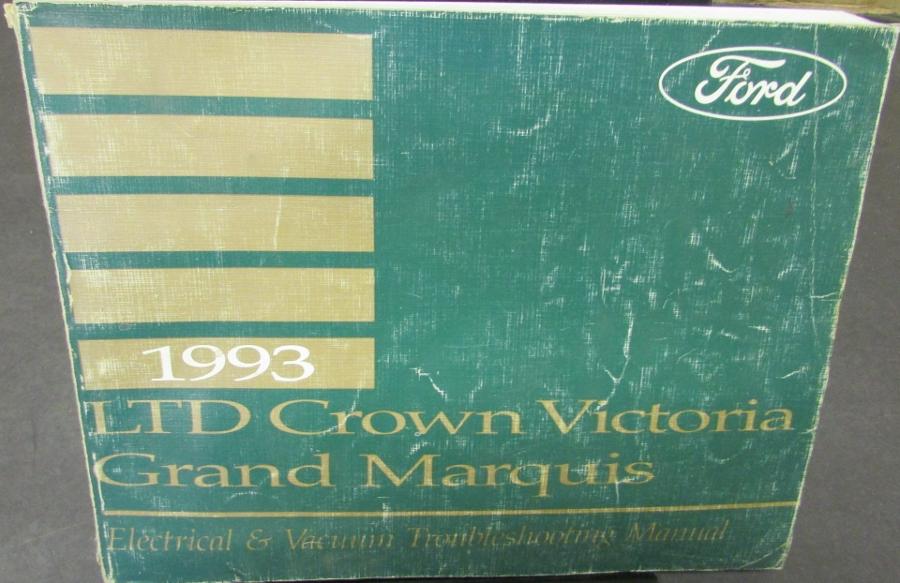 Ford
1993
LTD Crown Victoria
Grand Marquis
Electrical & Vacuum Troubleshooting Manual